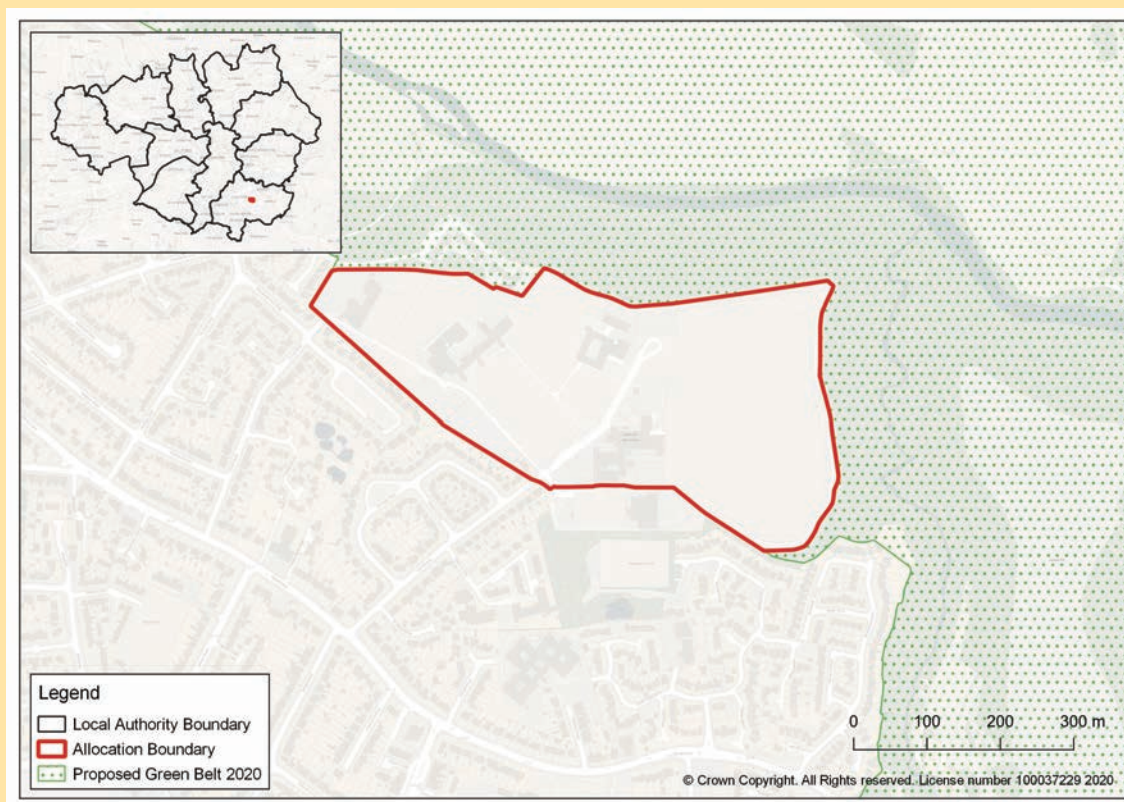 Legend
Local Authority Boundary
Allocation Boundary
Proposed Green Belt 2020
0 100 200 300 m
© Crown Copyright. All Rights reserved. License number 100037229 2020